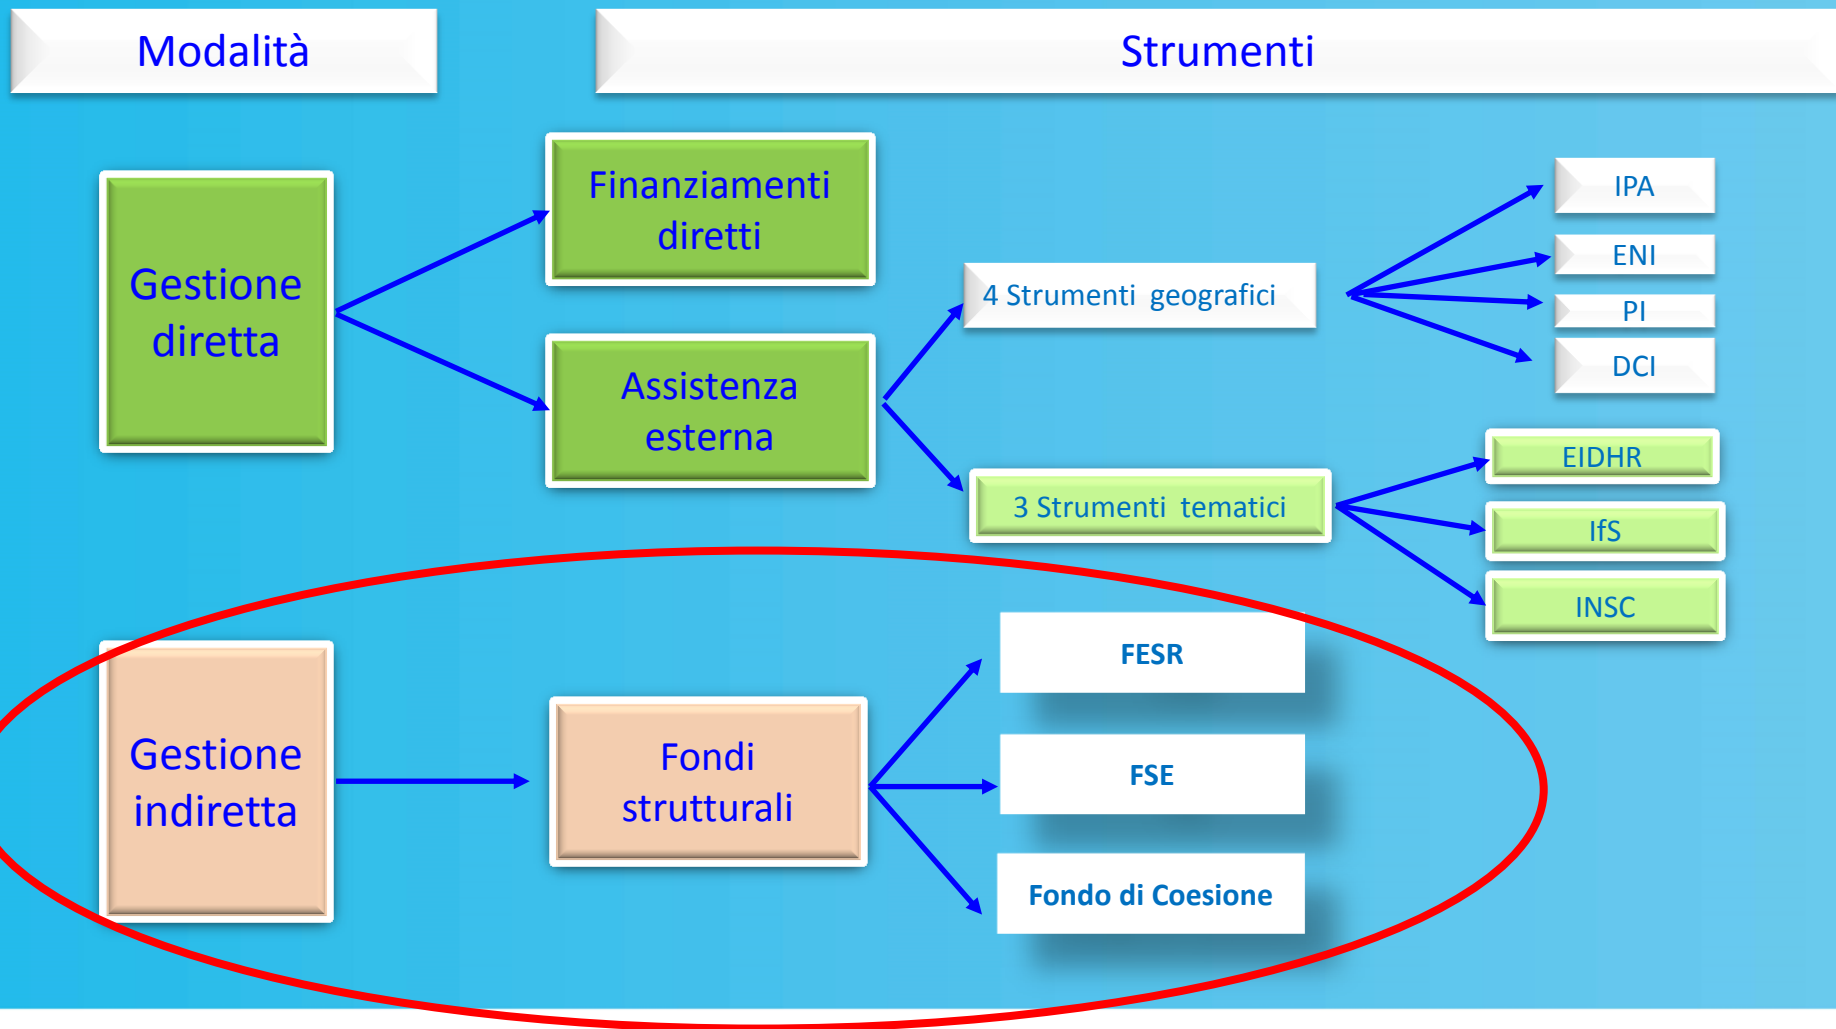 Modalità
Strumenti
Gestione
diretta
Finanziamenti
diretti
Assistenza
esterna
4 Strumenti geografici
IPA
ENI
PI
DCI
3 Strumenti tematici
EIDHR
IfS
INSC
Gestione
indiretta
Fondi
strutturali
FESR
FSE
Fondo di Coesione